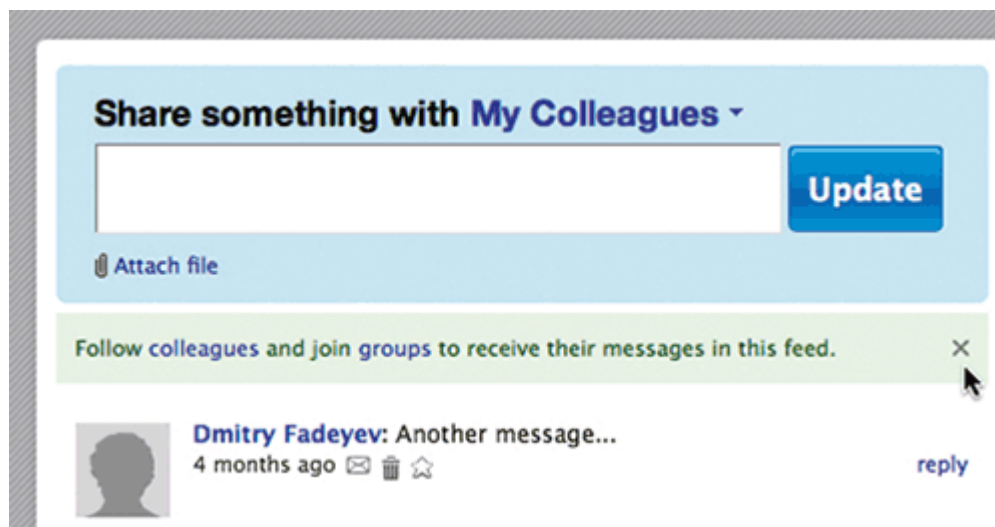 Share something with My Colleagues
Update
Attach file
Follow colleagues and join groups to receive their messages in this feed.
Dmitry Fadeyev: Another message...
4 months ago
reply